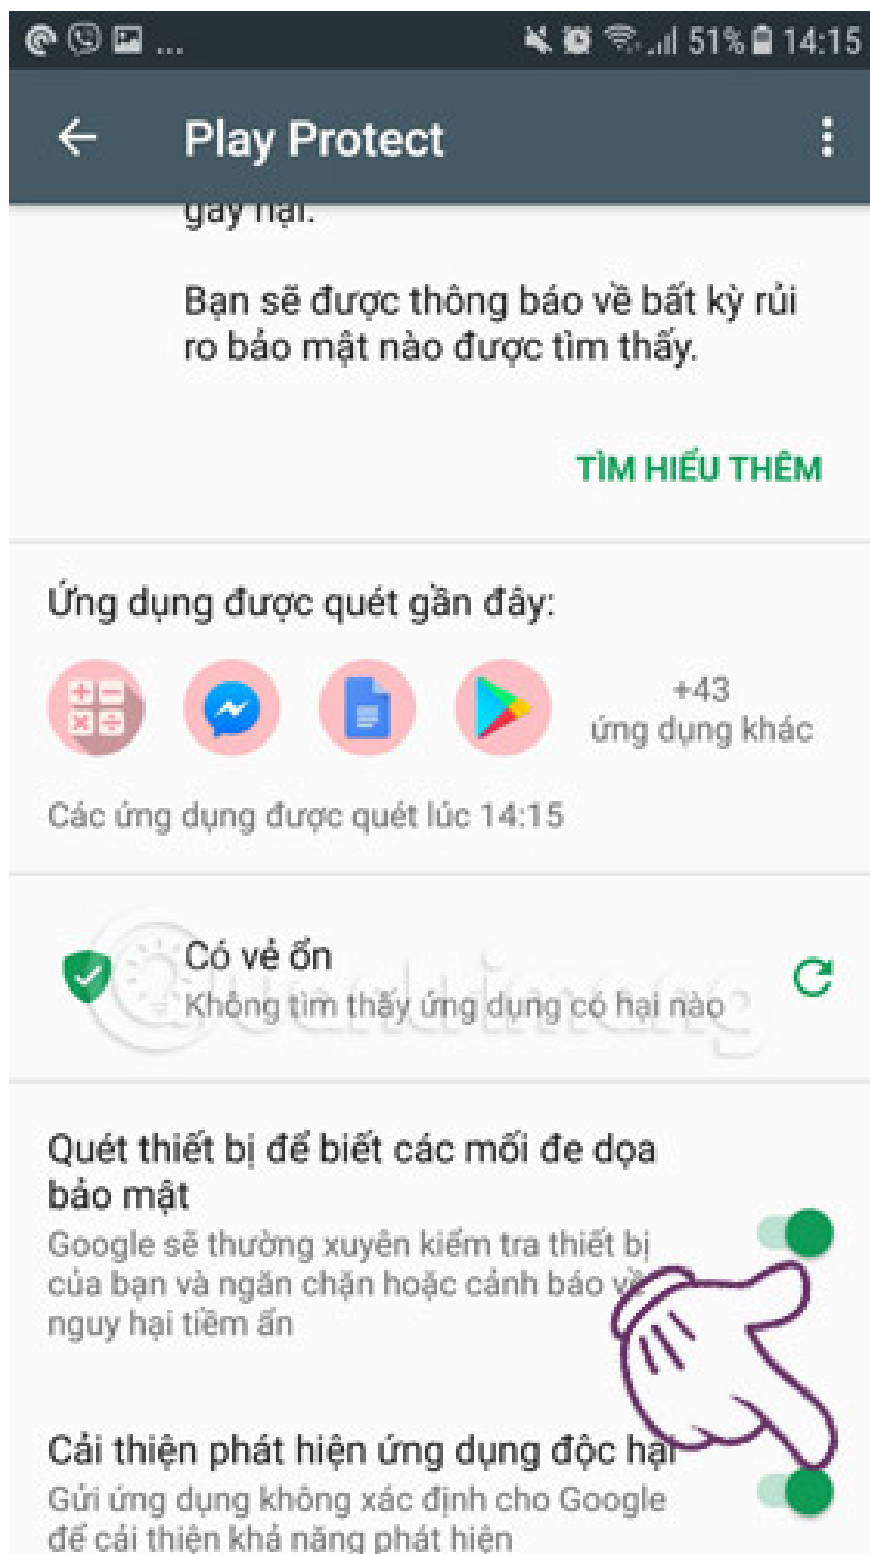 ... 51% 14:15
Play Protect
gây hại.
Bạn sẽ được thông báo về bất kỳ rủi
ro bảo mật nào được tìm thấy.
TÌM HIỂU THÊM
Ứng dụng được quét gần đây:
+43
ứng dụng khác
Các ứng dụng được quét lúc 14:15
Có vẻ ổn
Không tìm thấy ứng dụng có hại nào
Quantrimang
Quét thiết bị để biết các mối đe dọa
bảo mật
Google sẽ thường xuyên kiểm tra thiết bị
của bạn và ngăn chặn hoặc cảnh báo về
nguy hại tiềm ẩn
Cải thiện phát hiện ứng dụng độc hại
Gửi ứng dụng không xác định cho Google
để cải thiện khả năng phát hiện